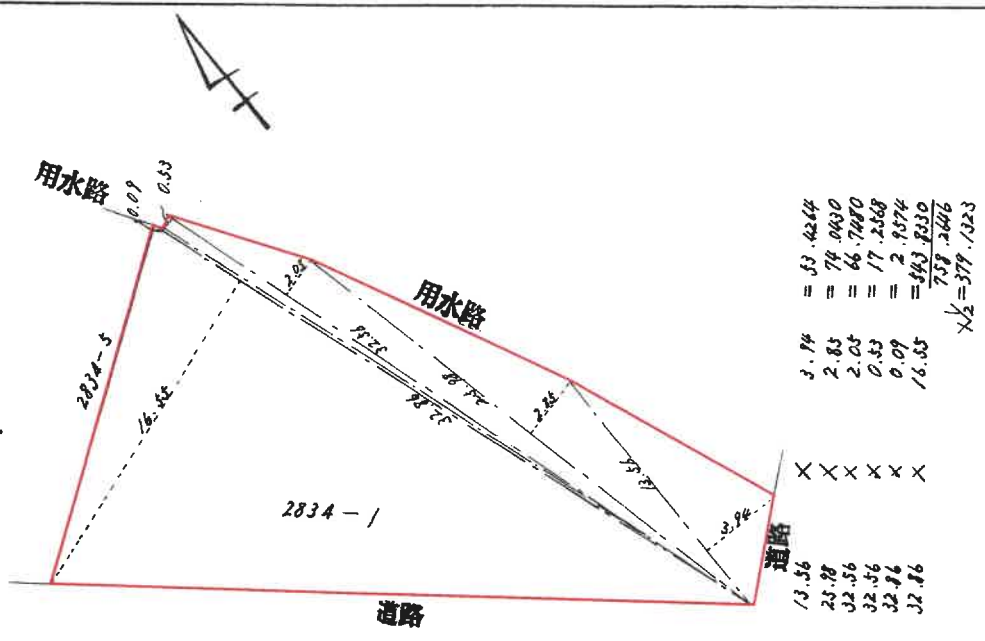 用水路
0.09
0.53
2.05
用水路
32.56
25.98
32.86
2834-5
16.55
2.85
13.56
3.94
2834-1
道路
道路
13.56 × 3.94 = 53.4264
25.98 × 2.85 = 74.0430
32.56 × 2.05 = 66.7480
32.56 × 0.53 = 17.2568
32.86 × 0.09 = 2.9574
32.86 × 16.55 = 543.8330
758.2646
×1/2 = 379.1323